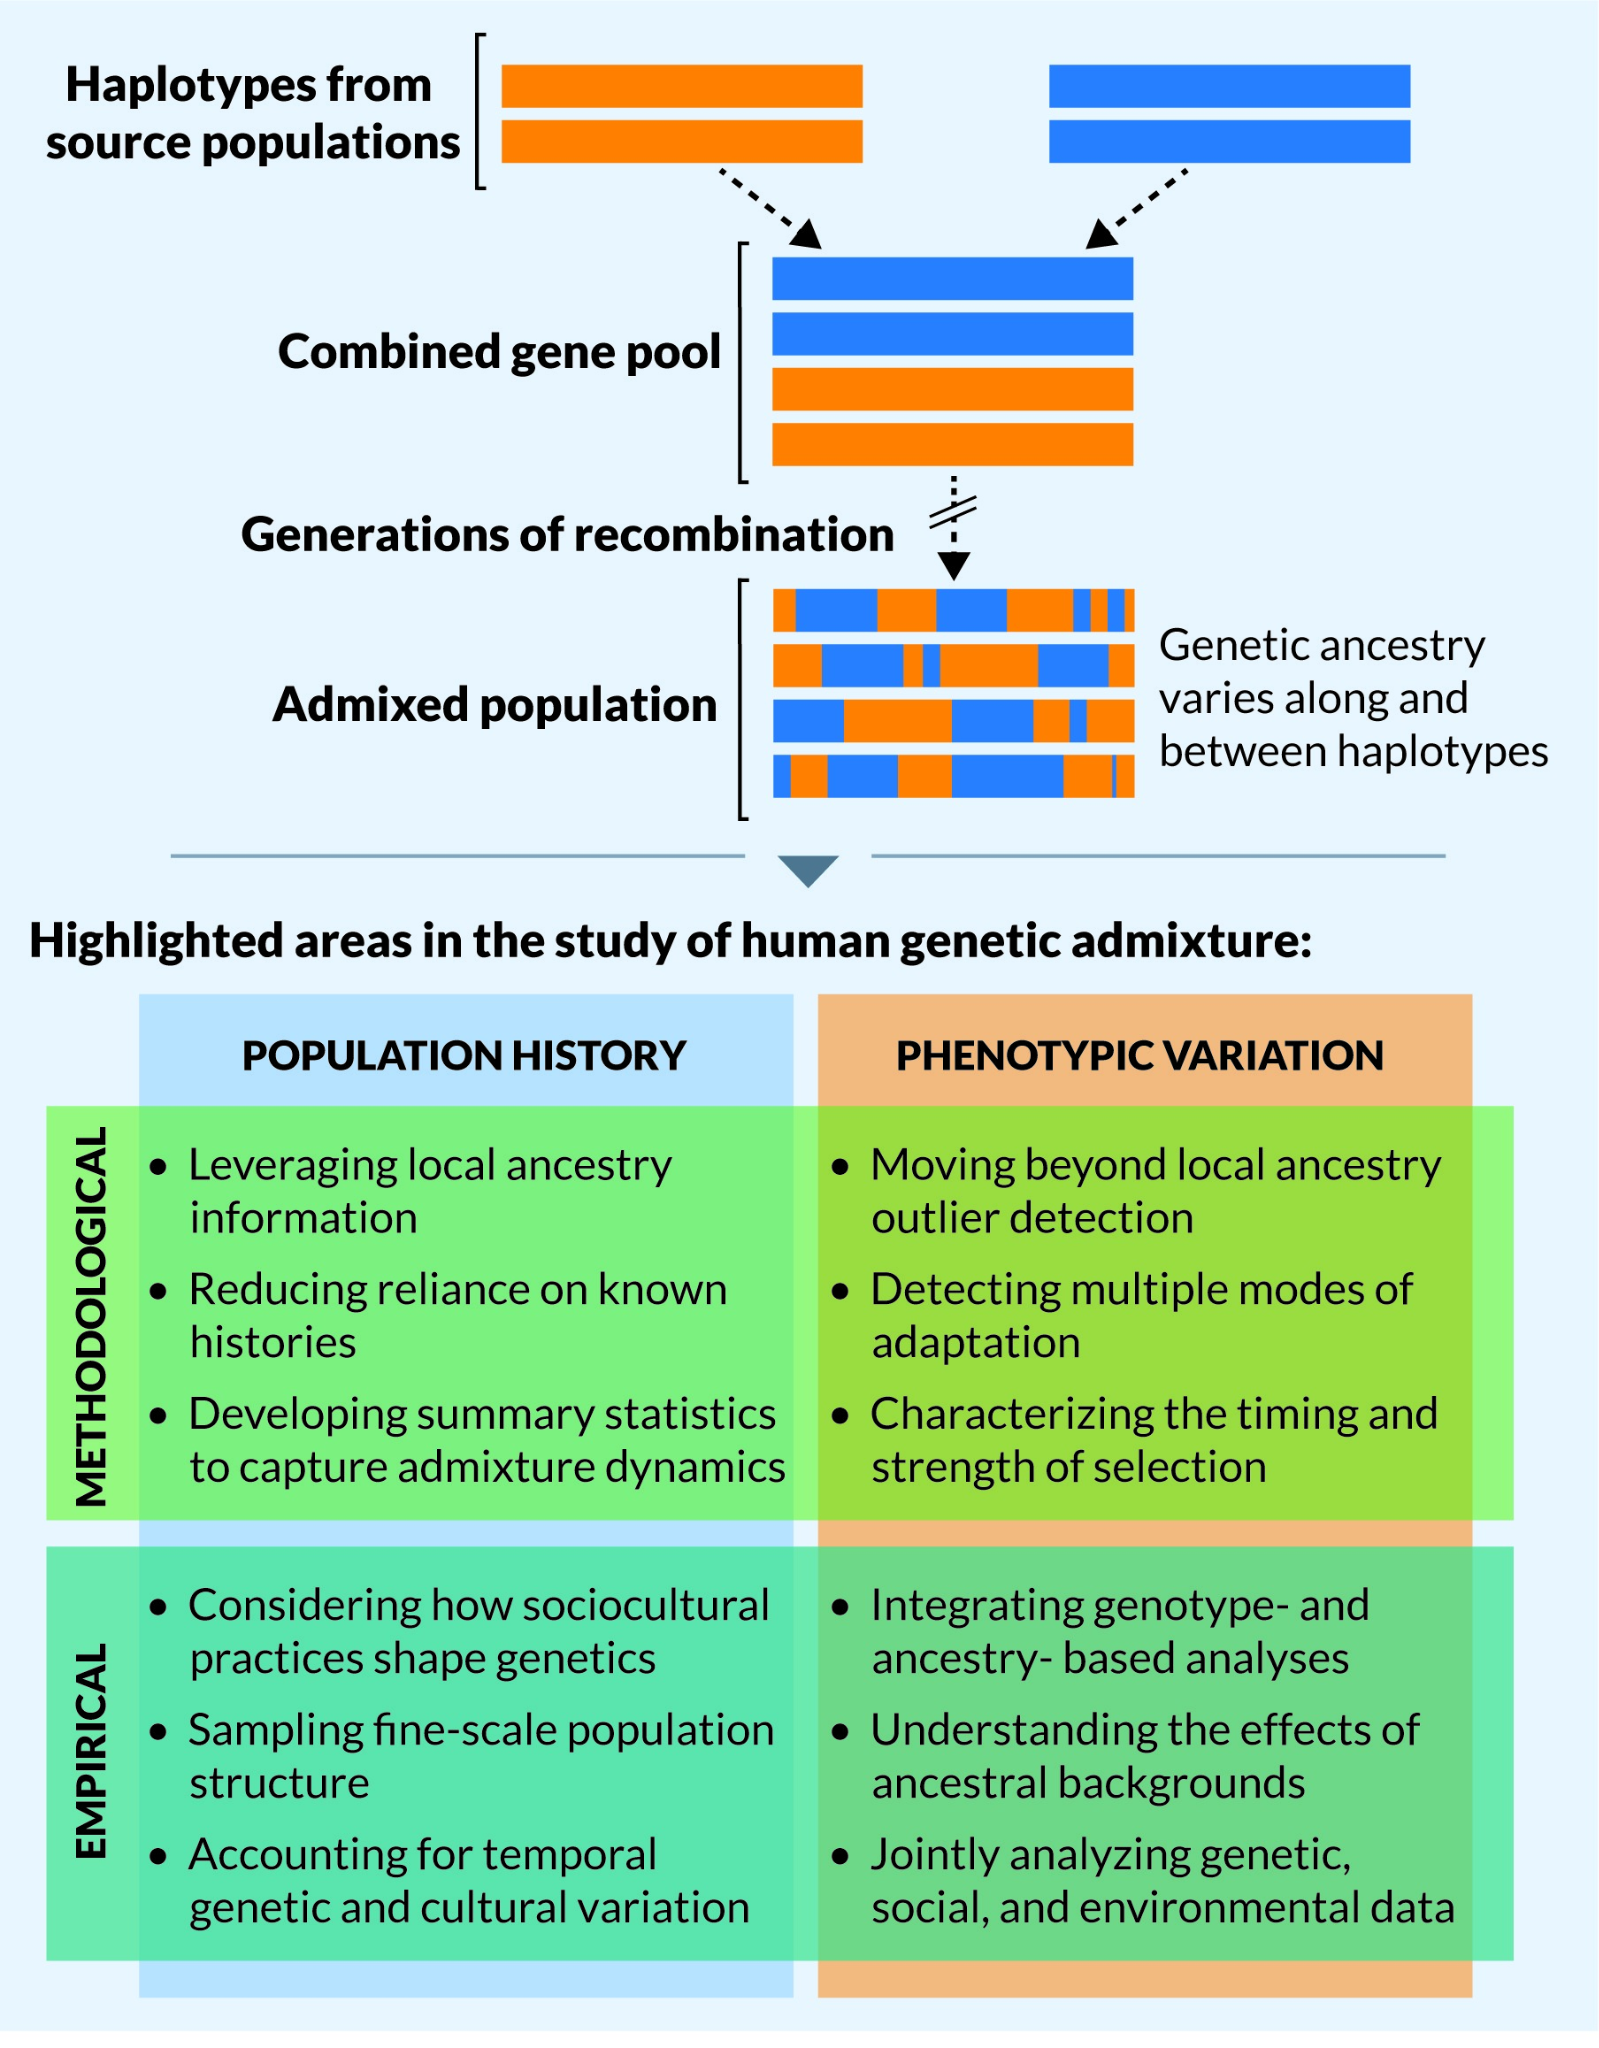 Haplotypes from
source populations
Combined gene pool
Generations of recombination
Admixed population
Genetic ancestry
varies along and
between haplotypes
Highlighted areas in the study of human genetic admixture:
POPULATION HISTORY
PHENOTYPIC VARIATION
METHODOLOGICAL
• Leveraging local ancestry
information
• Reducing reliance on known
histories
• Developing summary statistics
to capture admixture dynamics
• Moving beyond local ancestry
outlier detection
• Detecting multiple modes of
adaptation
• Characterizing the timing and
strength of selection
EMPIRICAL
• Considering how sociocultural
practices shape genetics
• Sampling fine-scale population
structure
• Accounting for temporal
genetic and cultural variation
• Integrating genotype- and
ancestry- based analyses
• Understanding the effects of
ancestral backgrounds
• Jointly analyzing genetic,
social, and environmental data